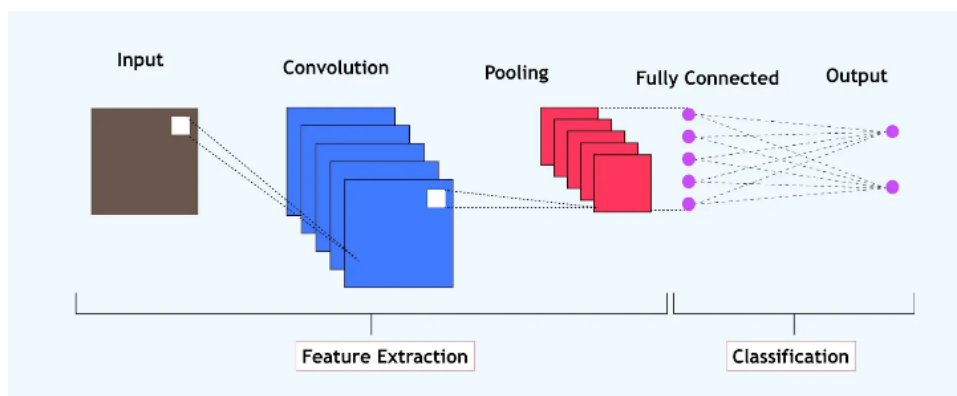 Input
Convolution
Pooling
Fully Connected
Output
Feature Extraction
Classification